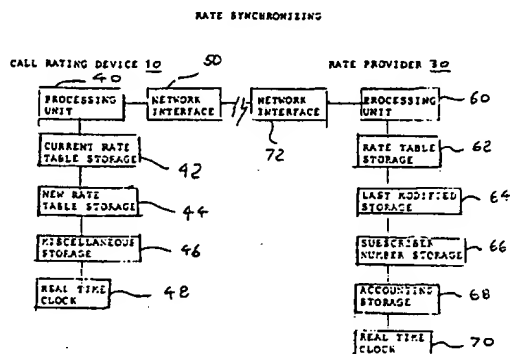 RATE SYNCHRONIZING
CALL RATING DEVICE 10
RATE PROVIDER 30
40
50
PROCESSING UNIT
NETWORK INTERFACE
NETWORK INTERFACE
72
PROCESSING UNIT
60
CURRENT RATE TABLE STORAGE
42
RATE TABLE STORAGE
62
NEW RATE TABLE STORAGE
44
LAST MODIFIED STORAGE
64
MISCELLANEOUS STORAGE
46
SUBSCRIBER NUMBER STORAGE
66
REAL TIME CLOCK
48
ACCOUNTING STORAGE
68
REAL TIME CLOCK
70